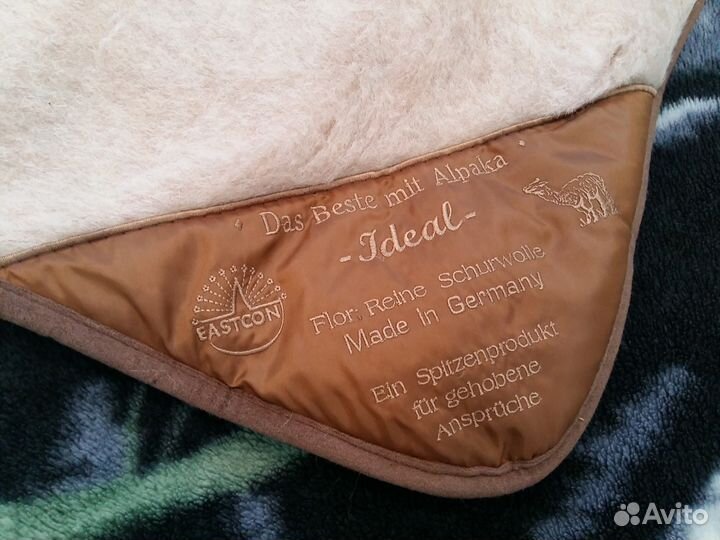 Das Beste mit Alpaka
-Ideal-
EASTCON
Flor: Reine Schurwolle
Made in Germany
Ein Spitzenprodukt
für gehobene
Ansprüche
Avito